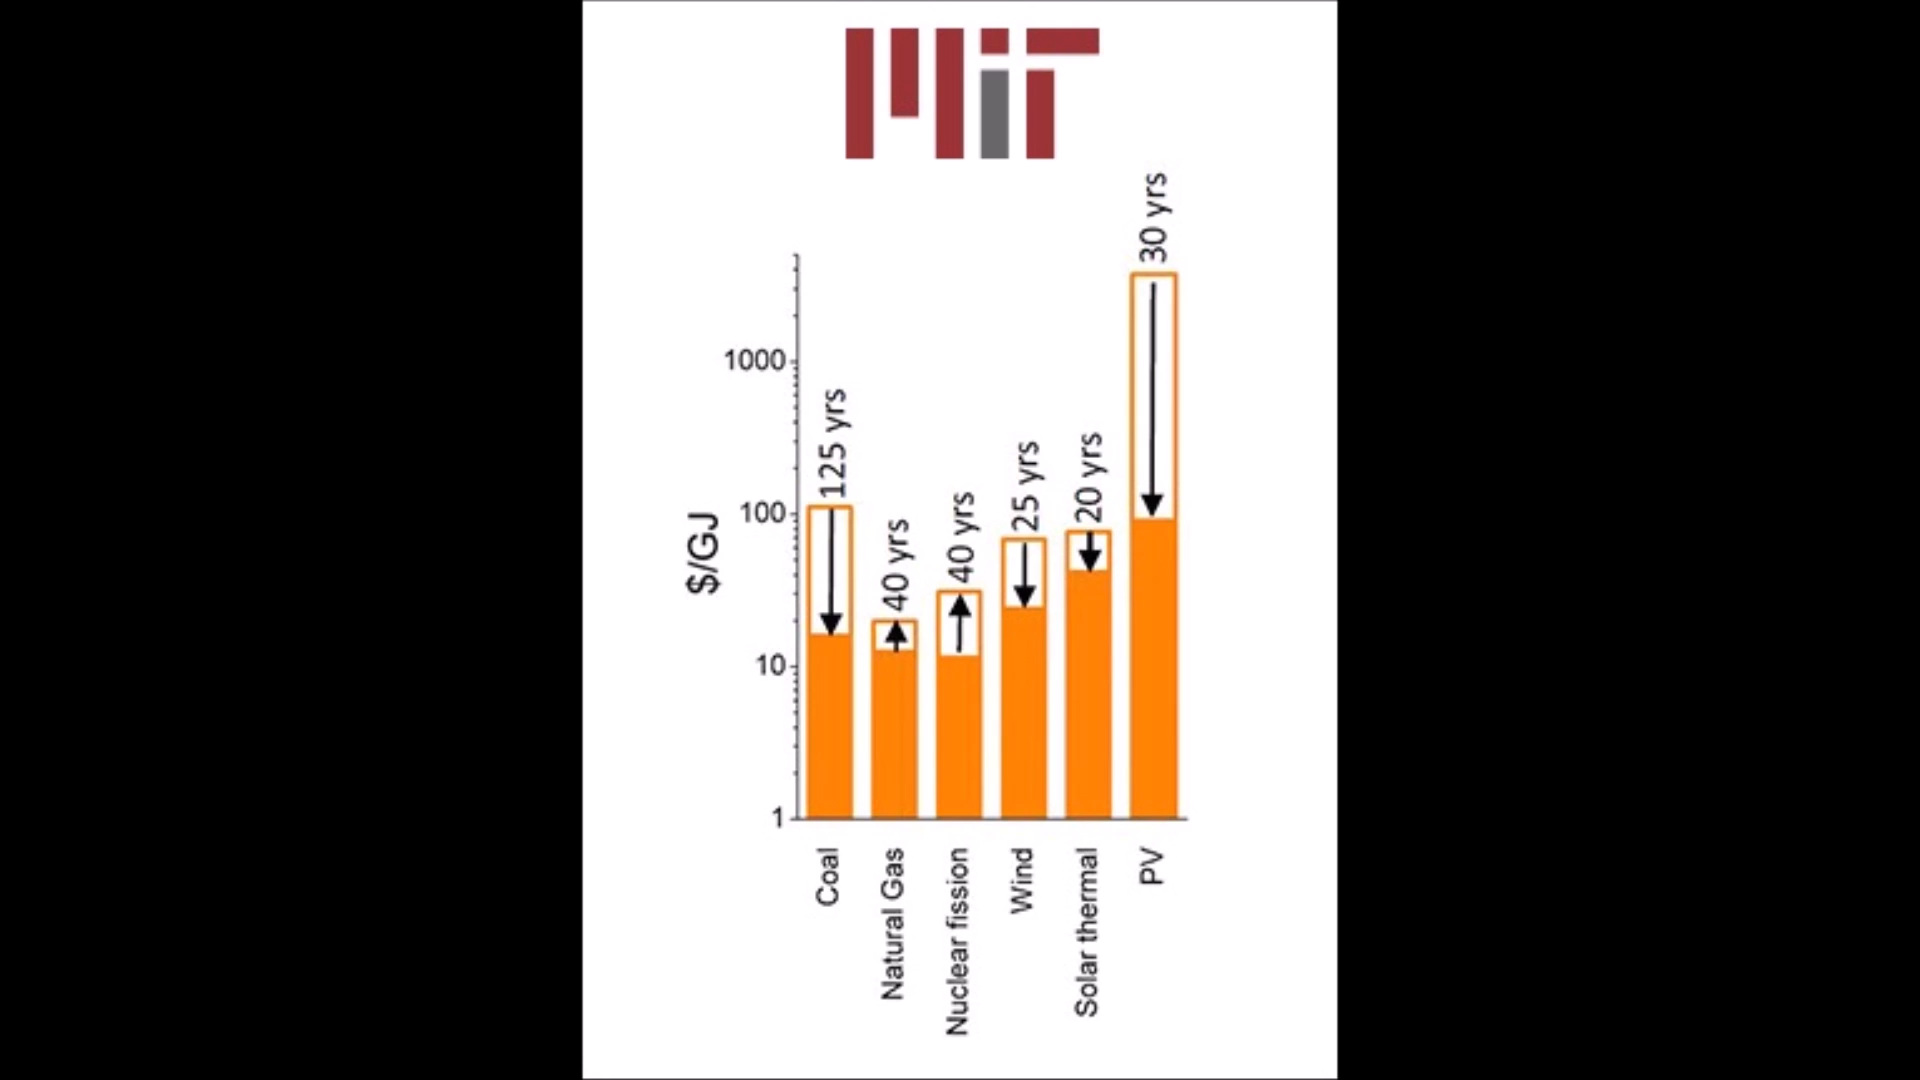 MiT
$/GJ
1000
100
10
1
125 yrs
40 yrs
40 yrs
25 yrs
20 yrs
30 yrs
Coal
Natural Gas
Nuclear fission
Wind
Solar thermal
PV